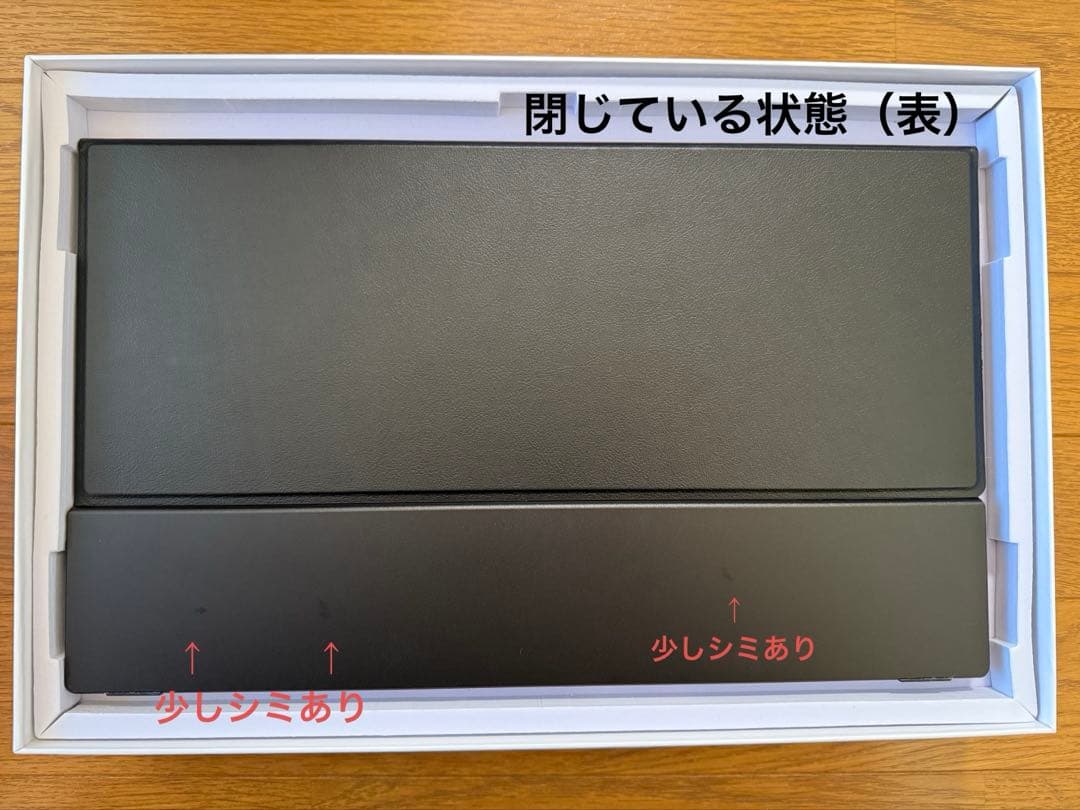 閉じている状態（表）
↑
少しシミあり
↑ ↑
少しシミあり